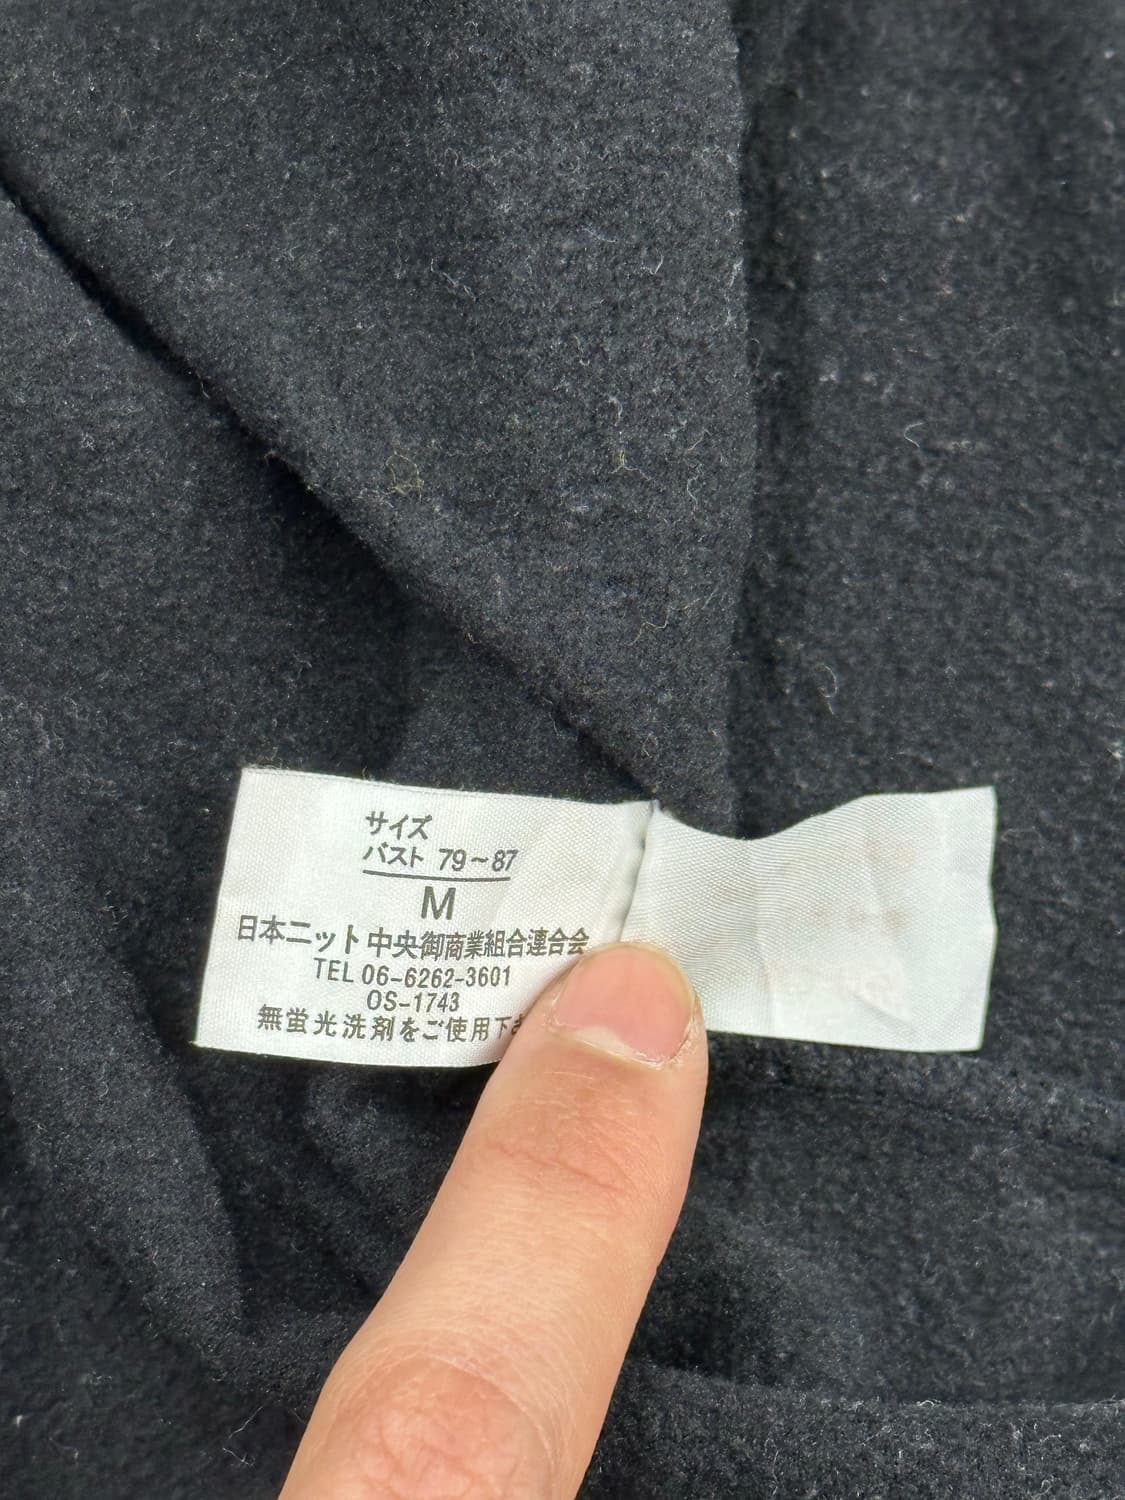 サイズ
バスト 79～87
M
日本ニット中央御商業組合連合会
TEL 06-6262-3601
OS-1743
無蛍光洗剤をご使用下さ